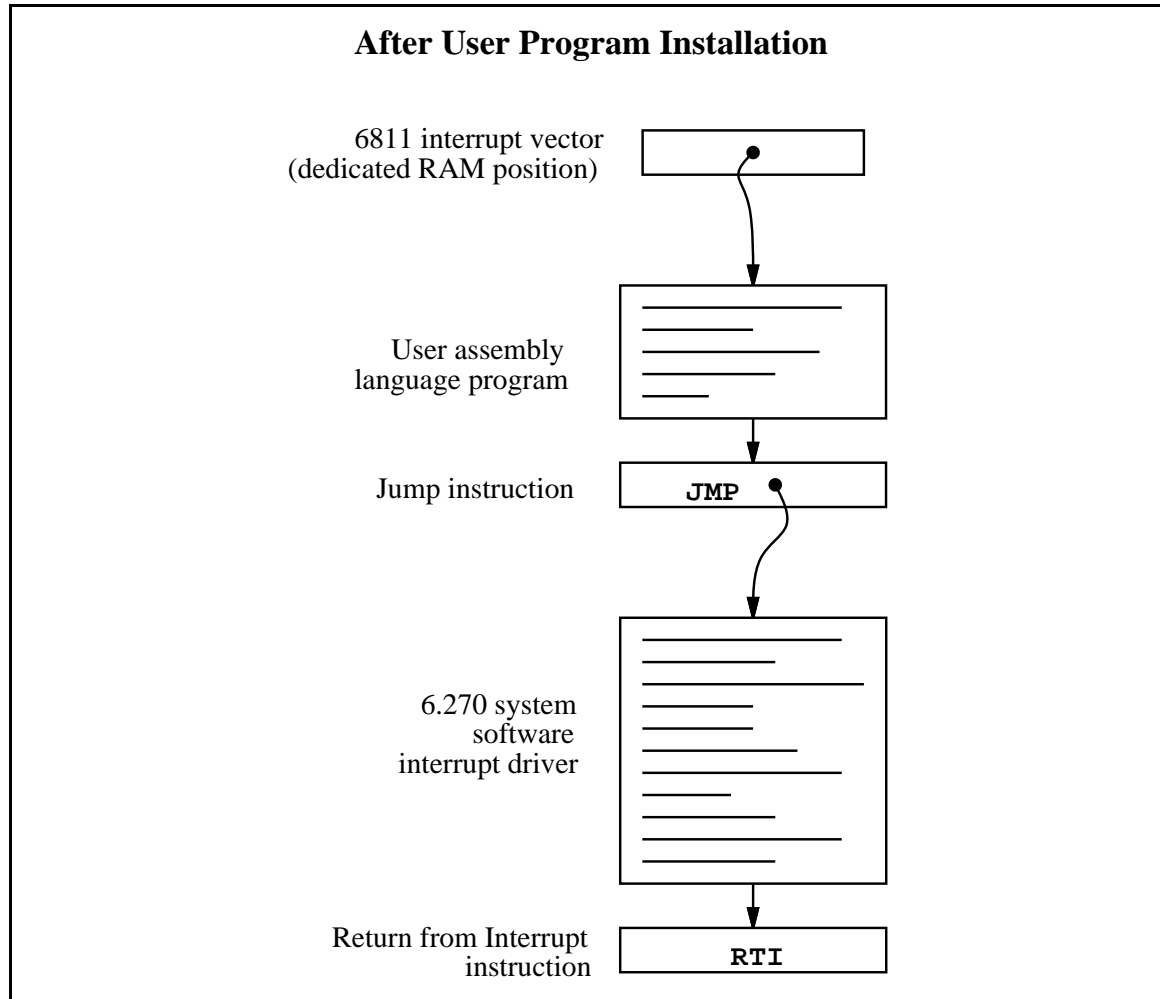 After User Program Installation
6811 interrupt vector
(dedicated RAM position)
User assembly
language program
Jump instruction
JMP
6.270 system
software
interrupt driver
Return from Interrupt
instruction
RTI